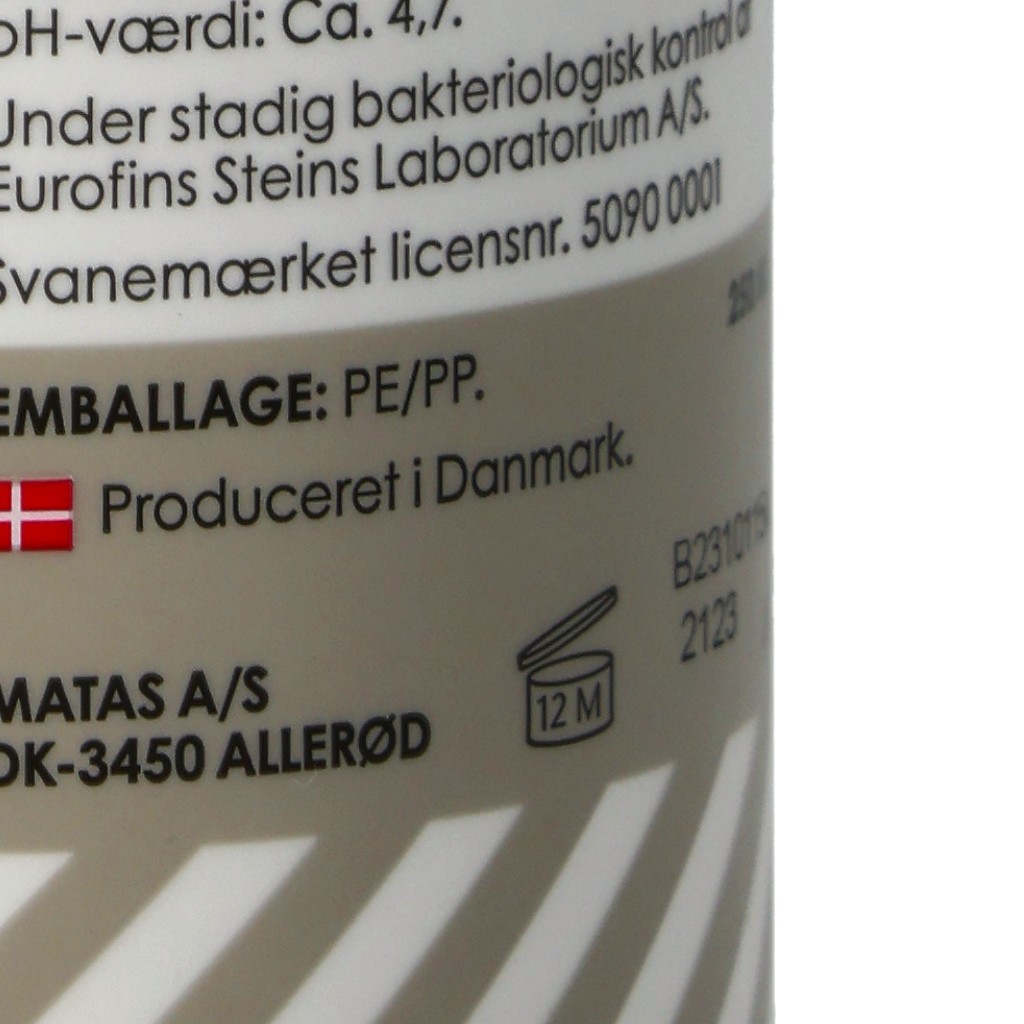 pH-værdi: Ca. 4,7.
Under stadig bakteriologisk kontrol af
Eurofins Steins Laboratorium A/S.
Svanemærket licensnr. 5090 0001
EMBALLAGE: PE/PP.
Produceret i Danmark.
2123
12 M
MATAS A/S
DK-3450 ALLERØD